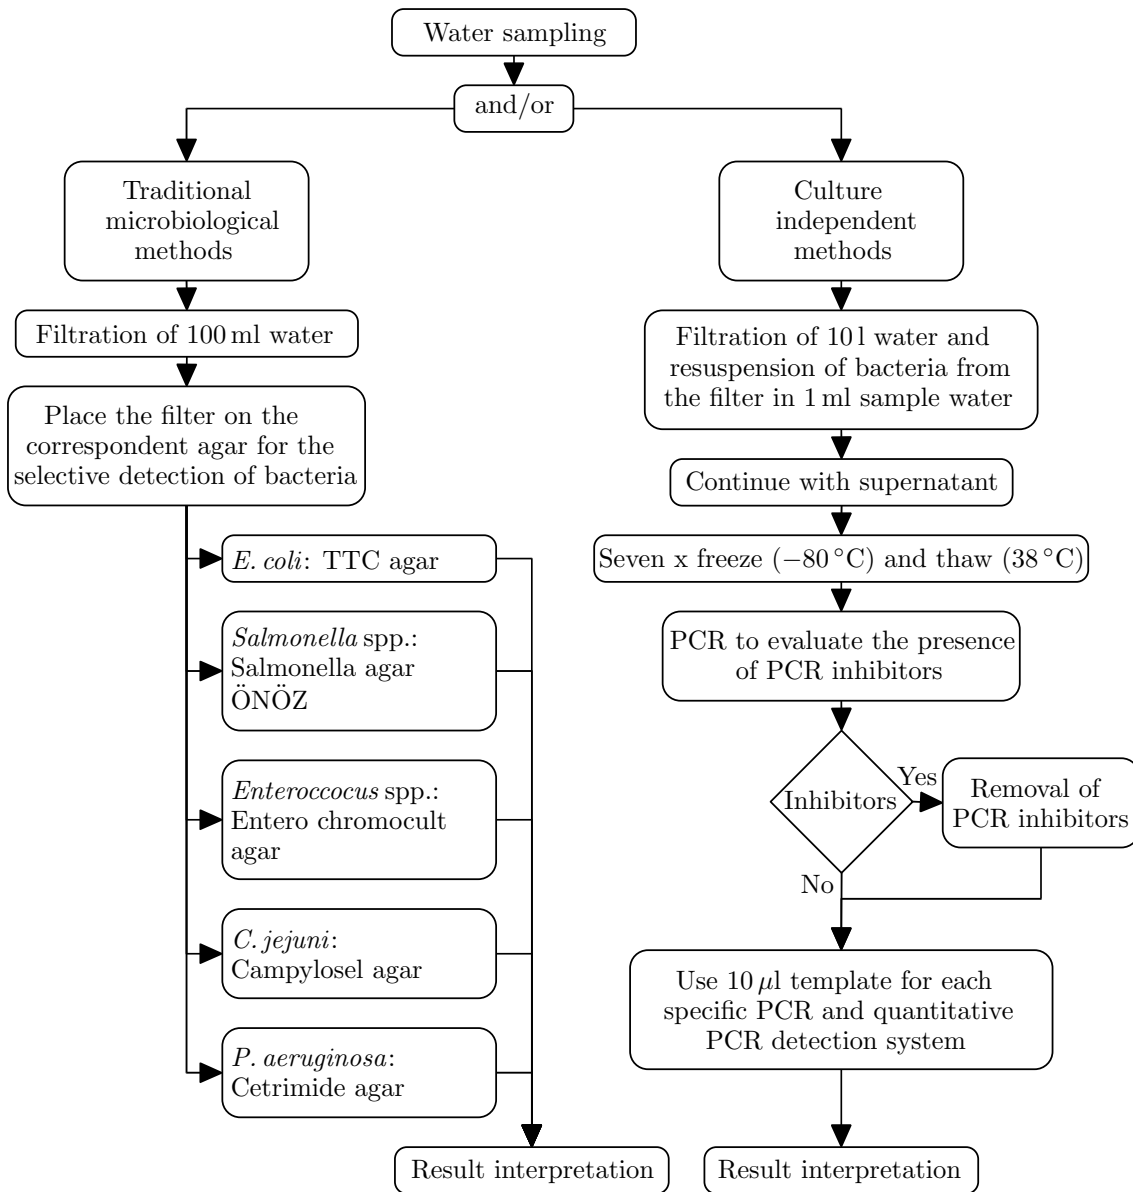 Water sampling
and/or
Traditional
microbiological
methods
Filtration of 100 ml water
Place the filter on the
correspondent agar for the
selective detection of bacteria
E. coli: TTC agar
Salmonella spp.:
Salmonella agar
ÖNÖZ
Enteroccocus spp.:
Entero chromocult
agar
C. jejuni:
Campylosel agar
P. aeruginosa:
Cetrimide agar
Result interpretation
Culture
independent
methods
Filtration of 10 l water and
resuspension of bacteria from
the filter in 1 ml sample water
Continue with supernatant
Seven x freeze (−80 °C) and thaw (38 °C)
PCR to evaluate the presence
of PCR inhibitors
Inhibitors
Yes
Removal of
PCR inhibitors
No
Use 10 µl template for each
specific PCR and quantitative
PCR detection system
Result interpretation